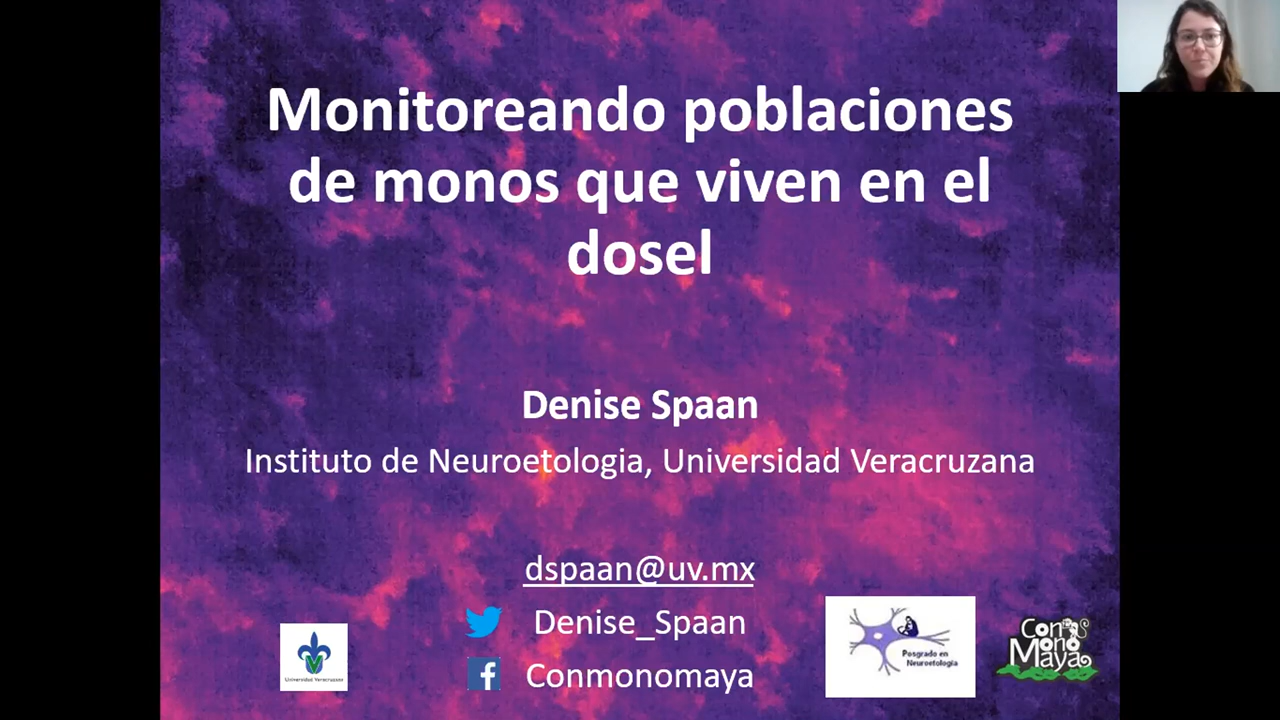 Monitoreando poblaciones
de monos que viven en el
dosel
Denise Spaan
Instituto de Neuroetologia, Universidad Veracruzana
dspaan@uv.mx
Denise_Spaan
Conmonomaya
Universidad Veracruzana
Posgrado en
Neuroetología
Con
Mono
Maya